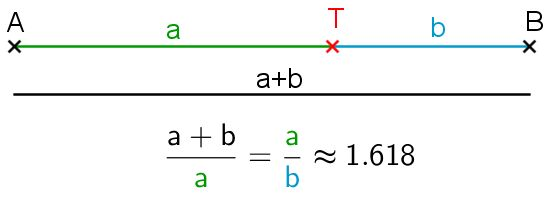 A T B
a b
a+b
a + b / a = a / b ≈ 1.618